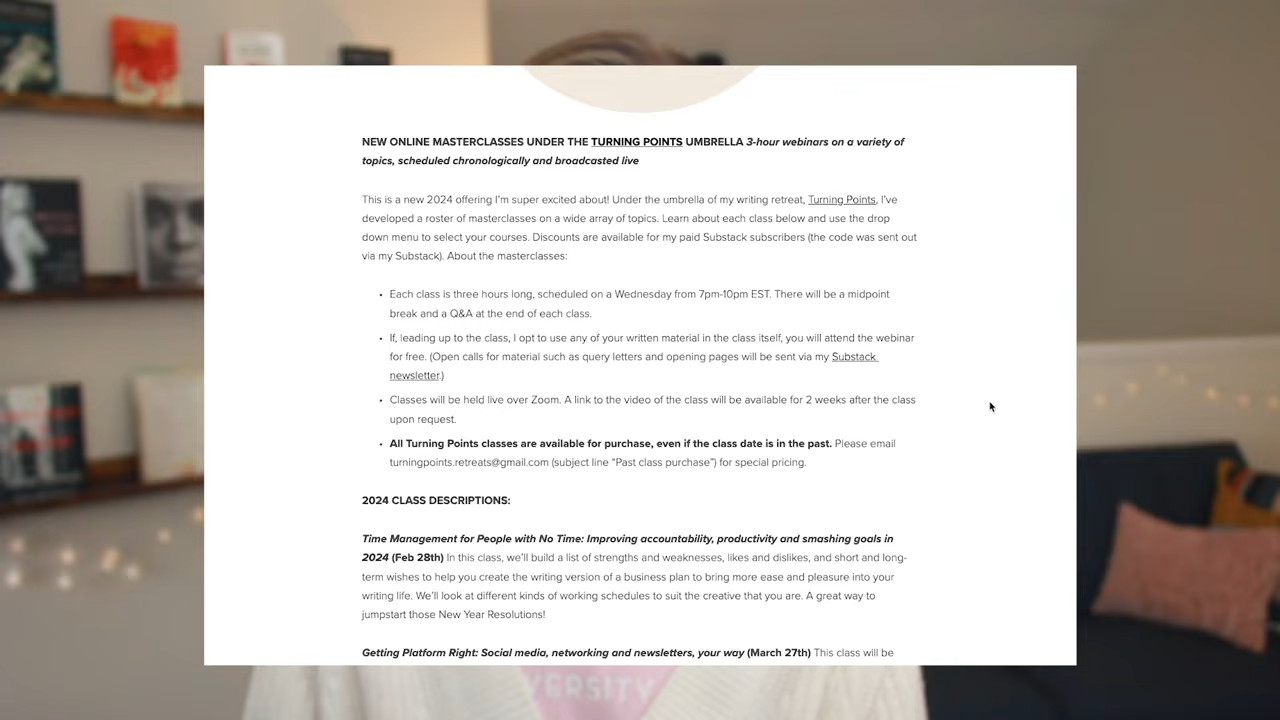 NEW ONLINE MASTERCLASSES UNDER THE TURNING POINTS UMBRELLA 3-hour webinars on a variety of
topics, scheduled chronologically and broadcasted live
This is a new 2024 offering I'm super excited about! Under the umbrella of my writing retreat, Turning Points, I've
developed a roster of masterclasses on a wide array of topics. Learn about each class below and use the drop
down menu to select your courses. Discounts are available for my paid Substack subscribers (the code was sent out
via my Substack). About the masterclasses:
• Each class is three hours long, scheduled on a Wednesday from 7pm-10pm EST. There will be a midpoint
break and a Q&A at the end of each class.
• If, leading up to the class, I opt to use any of your written material in the class itself, you will attend the webinar
for free. (Open calls for material such as query letters and opening pages will be sent via my Substack
newsletter.)
• Classes will be held live over Zoom. A link to the video of the class will be available for 2 weeks after the class
upon request.
• All Turning Points classes are available for purchase, even if the class date is in the past. Please email
turningpoints.retreats@gmail.com (subject line “Past class purchase”) for special pricing.
2024 CLASS DESCRIPTIONS:
Time Management for People with No Time: Improving accountability, productivity and smashing goals in
2024 (Feb 28th) In this class, we'll build a list of strengths and weaknesses, likes and dislikes, and short and long-
term wishes to help you create the writing version of a business plan to bring more ease and pleasure into your
writing life. We'll look at different kinds of working schedules to suit the creative that you are. A great way to
jumpstart those New Year Resolutions!
Getting Platform Right: Social media, networking and newsletters, your way (March 27th) This class will be
VERSITY